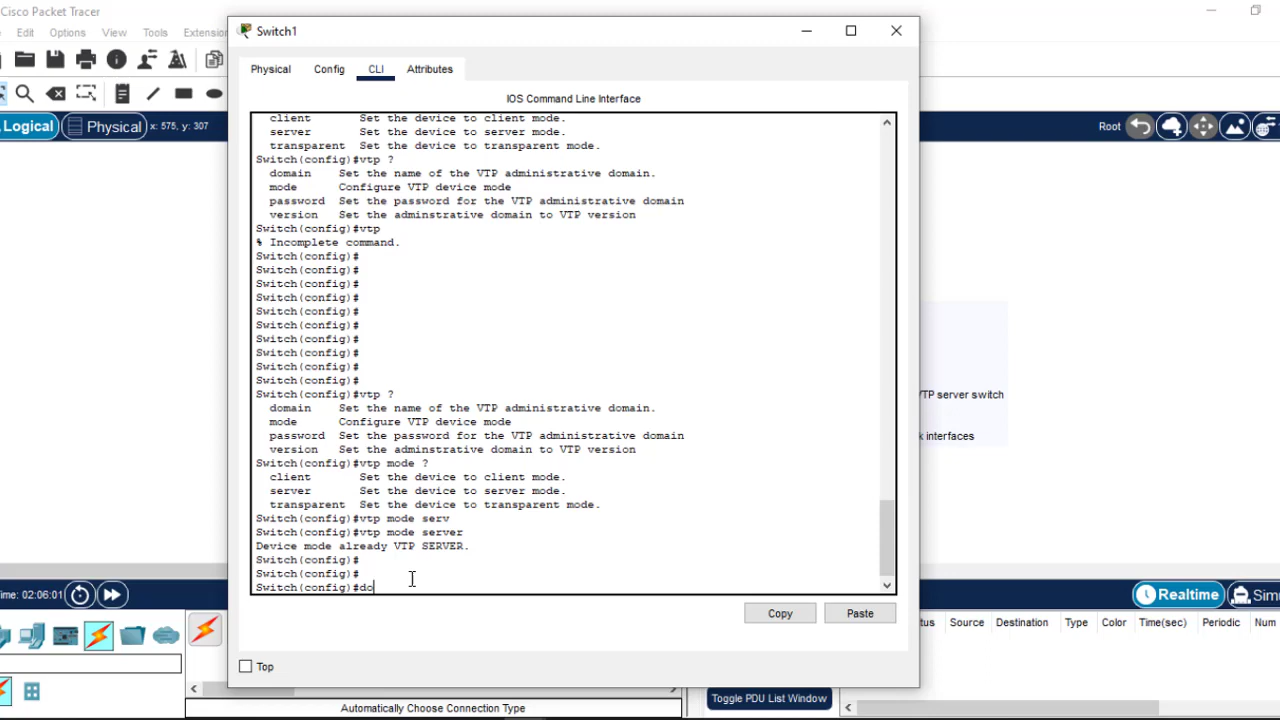 Cisco Packet Tracer
Edit Options View Tools Extension
Logical Physical x: 575, y: 307 Root
Switch1
Physical Config CLI Attributes
IOS Command Line Interface
client Set the device to client mode.
server Set the device to server mode.
transparent Set the device to transparent mode.
Switch(config)#vtp ?
domain Set the name of the VTP administrative domain.
mode Configure VTP device mode
password Set the password for the VTP administrative domain
version Set the adminstrative domain to VTP version
Switch(config)#vtp
% Incomplete command.
Switch(config)#
Switch(config)#
Switch(config)#
Switch(config)#
Switch(config)#
Switch(config)#
Switch(config)#
Switch(config)#
Switch(config)#
Switch(config)#
Switch(config)#vtp ?
domain Set the name of the VTP administrative domain.
mode Configure VTP device mode
password Set the password for the VTP administrative domain
version Set the adminstrative domain to VTP version
Switch(config)#vtp mode ?
client Set the device to client mode.
server Set the device to server mode.
transparent Set the device to transparent mode.
Switch(config)#vtp mode serv
Switch(config)#vtp mode server
Device mode already VTP SERVER.
Switch(config)#
Switch(config)#
Switch(config)#do
Copy Paste
Top
VTP server switch
interfaces
Time: 02:06:01 Realtime
Source Destination Type Color Time(sec) Periodic Num
Automatically Choose Connection Type
Toggle PDU List Window